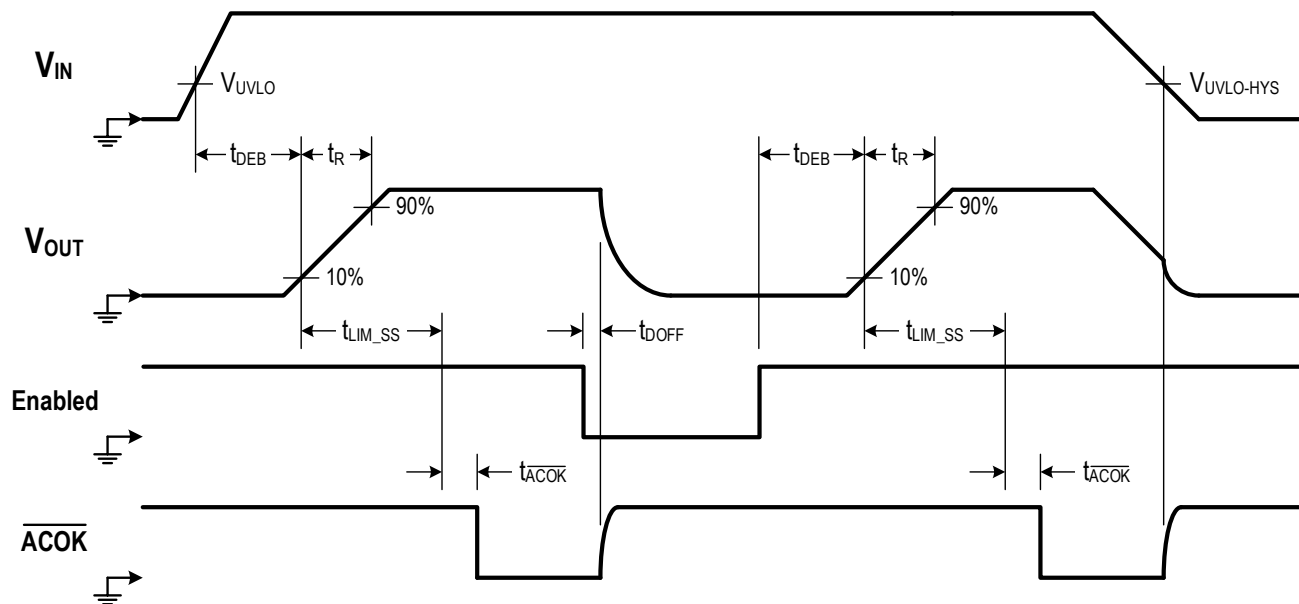 VIN
VUVLO
VUVLO-HYS
tDEB
tR
tDEB
tR
90%
90%
VOUT
10%
10%
tLIM_SS
tDOFF
tLIM_SS
Enabled
tACOK
tACOK
ACOK